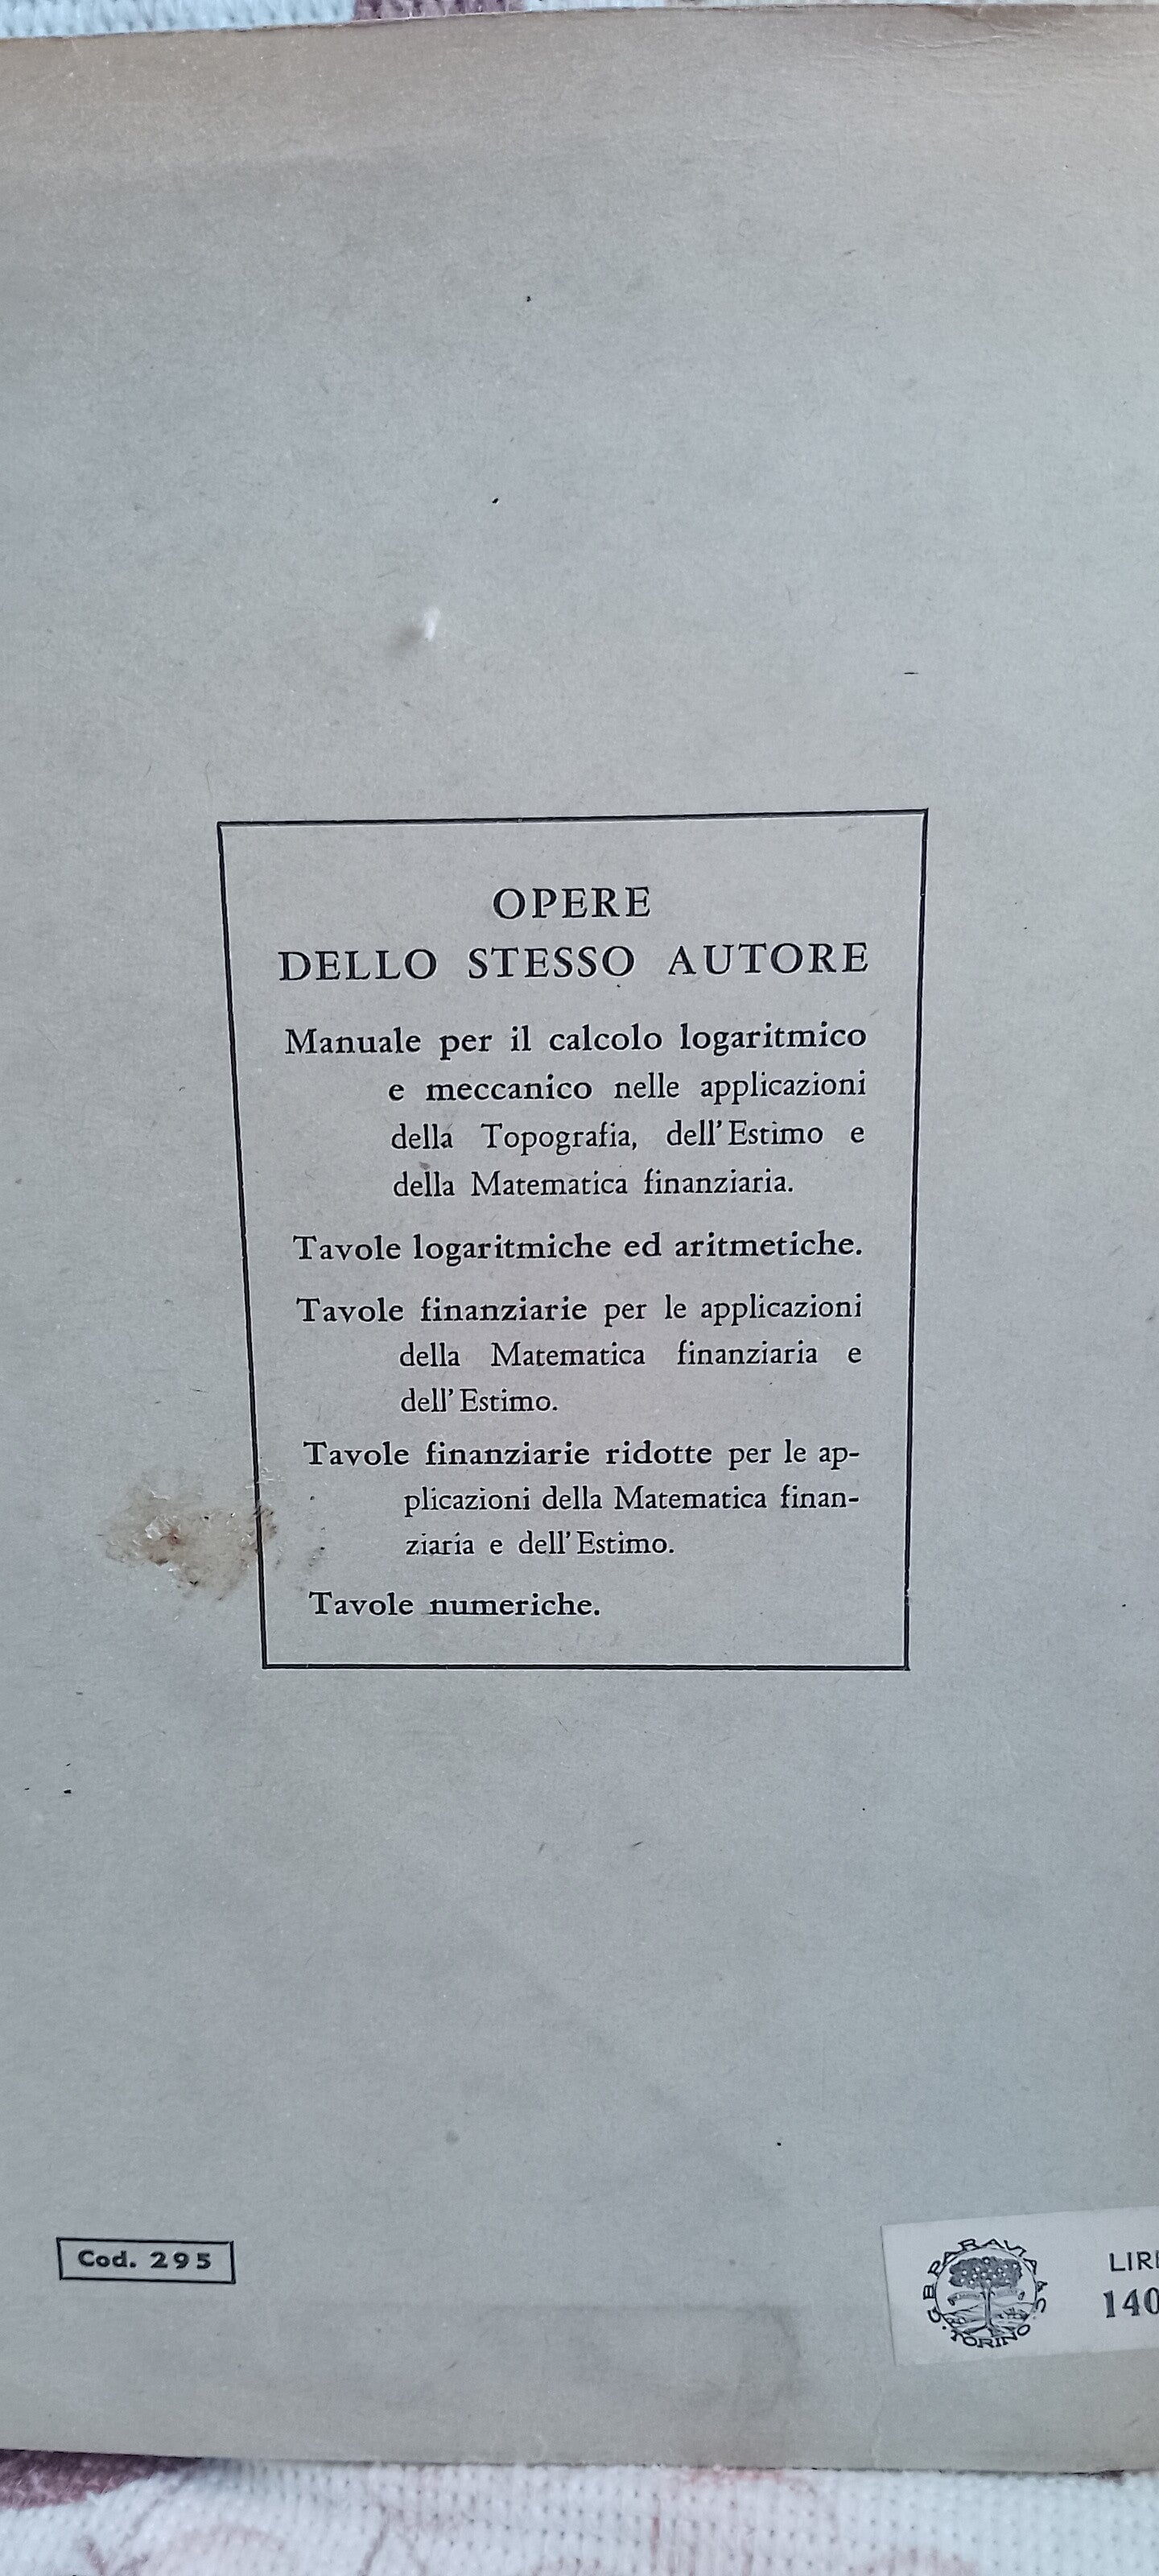 OPERE
DELLO STESSO AUTORE
Manuale per il calcolo logaritmico
e meccanico nelle applicazioni
della Topografia, dell'Estimo e
della Matematica finanziaria.
Tavole logaritmiche ed aritmetiche.
Tavole finanziarie per le applicazioni
della Matematica finanziaria e
dell'Estimo.
Tavole finanziarie ridotte per le ap-
plicazioni della Matematica finan-
ziaria e dell'Estimo.
Tavole numeriche.
Cod. 295
G. B. PARAVIA & C. · TORINO ·